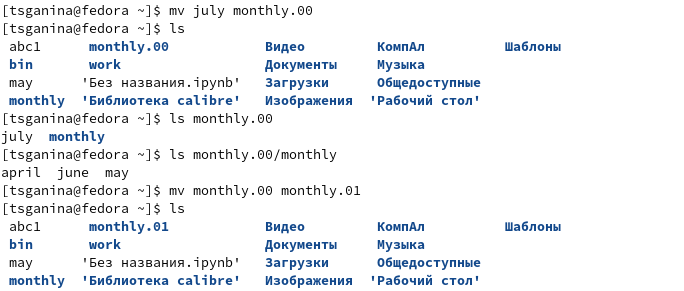 [tsganina@fedora ~]$ mv july monthly.00
[tsganina@fedora ~]$ ls
abc1 monthly.00 Видео КомпАл Шаблоны
bin work Документы Музыка
may 'Без названия.ipynb' Загрузки Общедоступные
monthly 'Библиотека calibre' Изображения 'Рабочий стол'
[tsganina@fedora ~]$ ls monthly.00
july monthly
[tsganina@fedora ~]$ ls monthly.00/monthly
april june may
[tsganina@fedora ~]$ mv monthly.00 monthly.01
[tsganina@fedora ~]$ ls
abc1 monthly.01 Видео КомпАл Шаблоны
bin work Документы Музыка
may 'Без названия.ipynb' Загрузки Общедоступные
monthly 'Библиотека calibre' Изображения 'Рабочий стол'